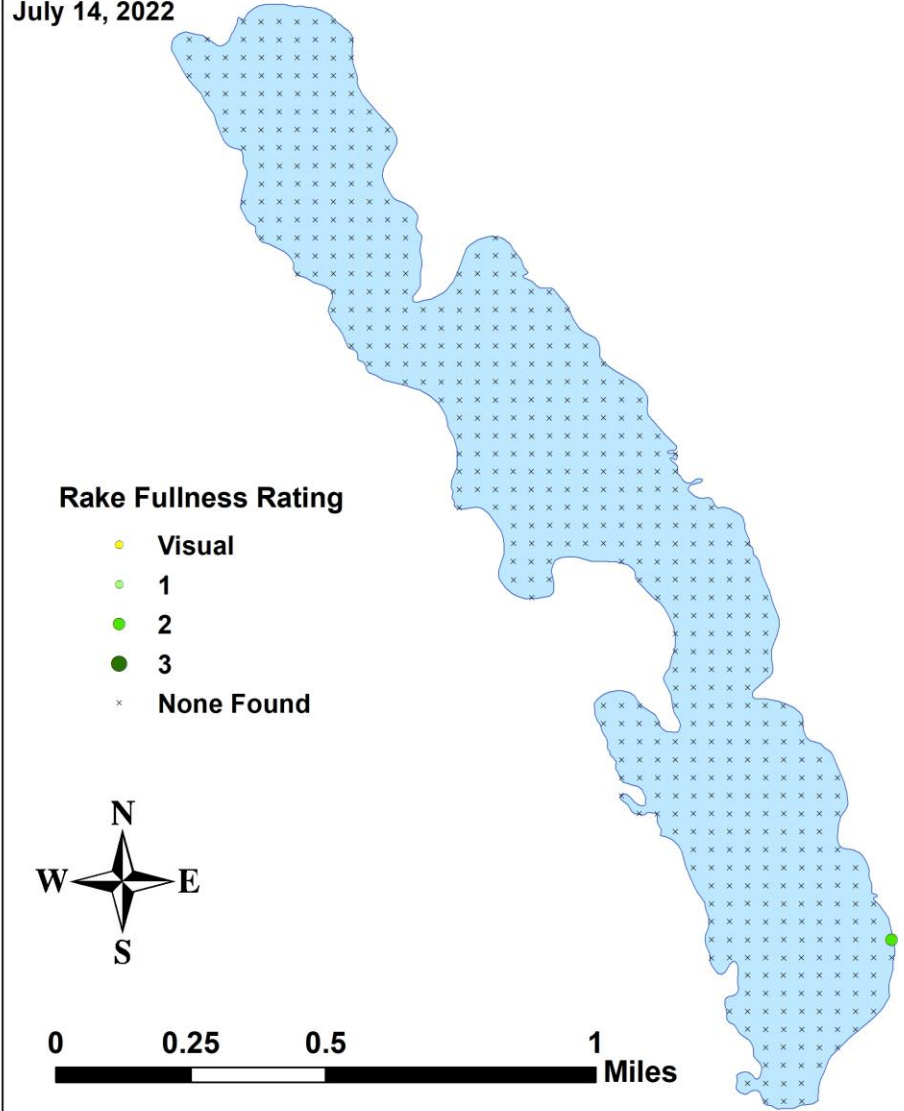 July 14, 2022
Rake Fullness Rating
Visual
1
2
3
None Found
N
W E
S
0 0.25 0.5 1
Miles